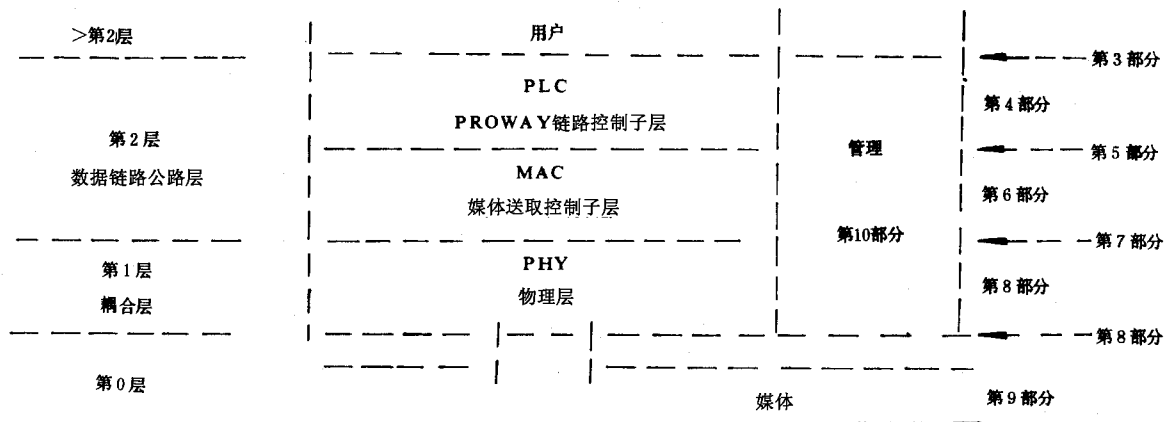 >第2层
用户
第3部分
PLC
第4部分
PROWAY链路控制子层
第2层
管理
第5部分
数据链路公路层
MAC
第6部分
媒体送取控制子层
第10部分
第7部分
第1层
PHY
第8部分
耦合层
物理层
第8部分
第0层
媒体
第9部分